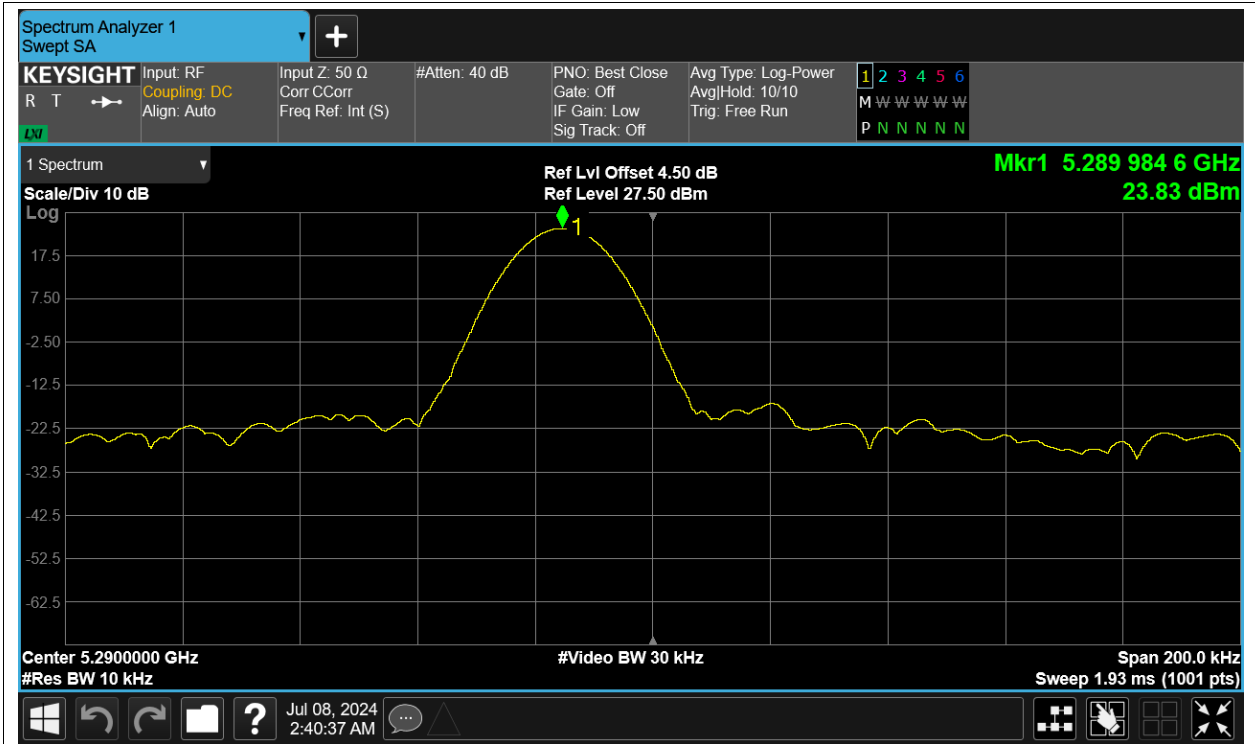 Spectrum Analyzer 1
Swept SA
+
KEYSIGHT
R T
LXI
Input: RF
Coupling: DC
Align: Auto
Input Z: 50 Ω
Corr CCorr
Freq Ref: Int (S)
#Atten: 40 dB
PNO: Best Close
Gate: Off
IF Gain: Low
Sig Track: Off
Avg Type: Log-Power
Avg|Hold: 10/10
Trig: Free Run
1 2 3 4 5 6
M W W W W W
P N N N N N
1 Spectrum
Scale/Div 10 dB
Log
Ref Lvl Offset 4.50 dB
Ref Level 27.50 dBm
Mkr1 5.289 984 6 GHz
23.83 dBm
1
17.5
7.50
-2.50
-12.5
-22.5
-32.5
-42.5
-52.5
-62.5
Center 5.2900000 GHz
#Res BW 10 kHz
#Video BW 30 kHz
Span 200.0 kHz
Sweep 1.93 ms (1001 pts)
?
Jul 08, 2024
2:40:37 AM